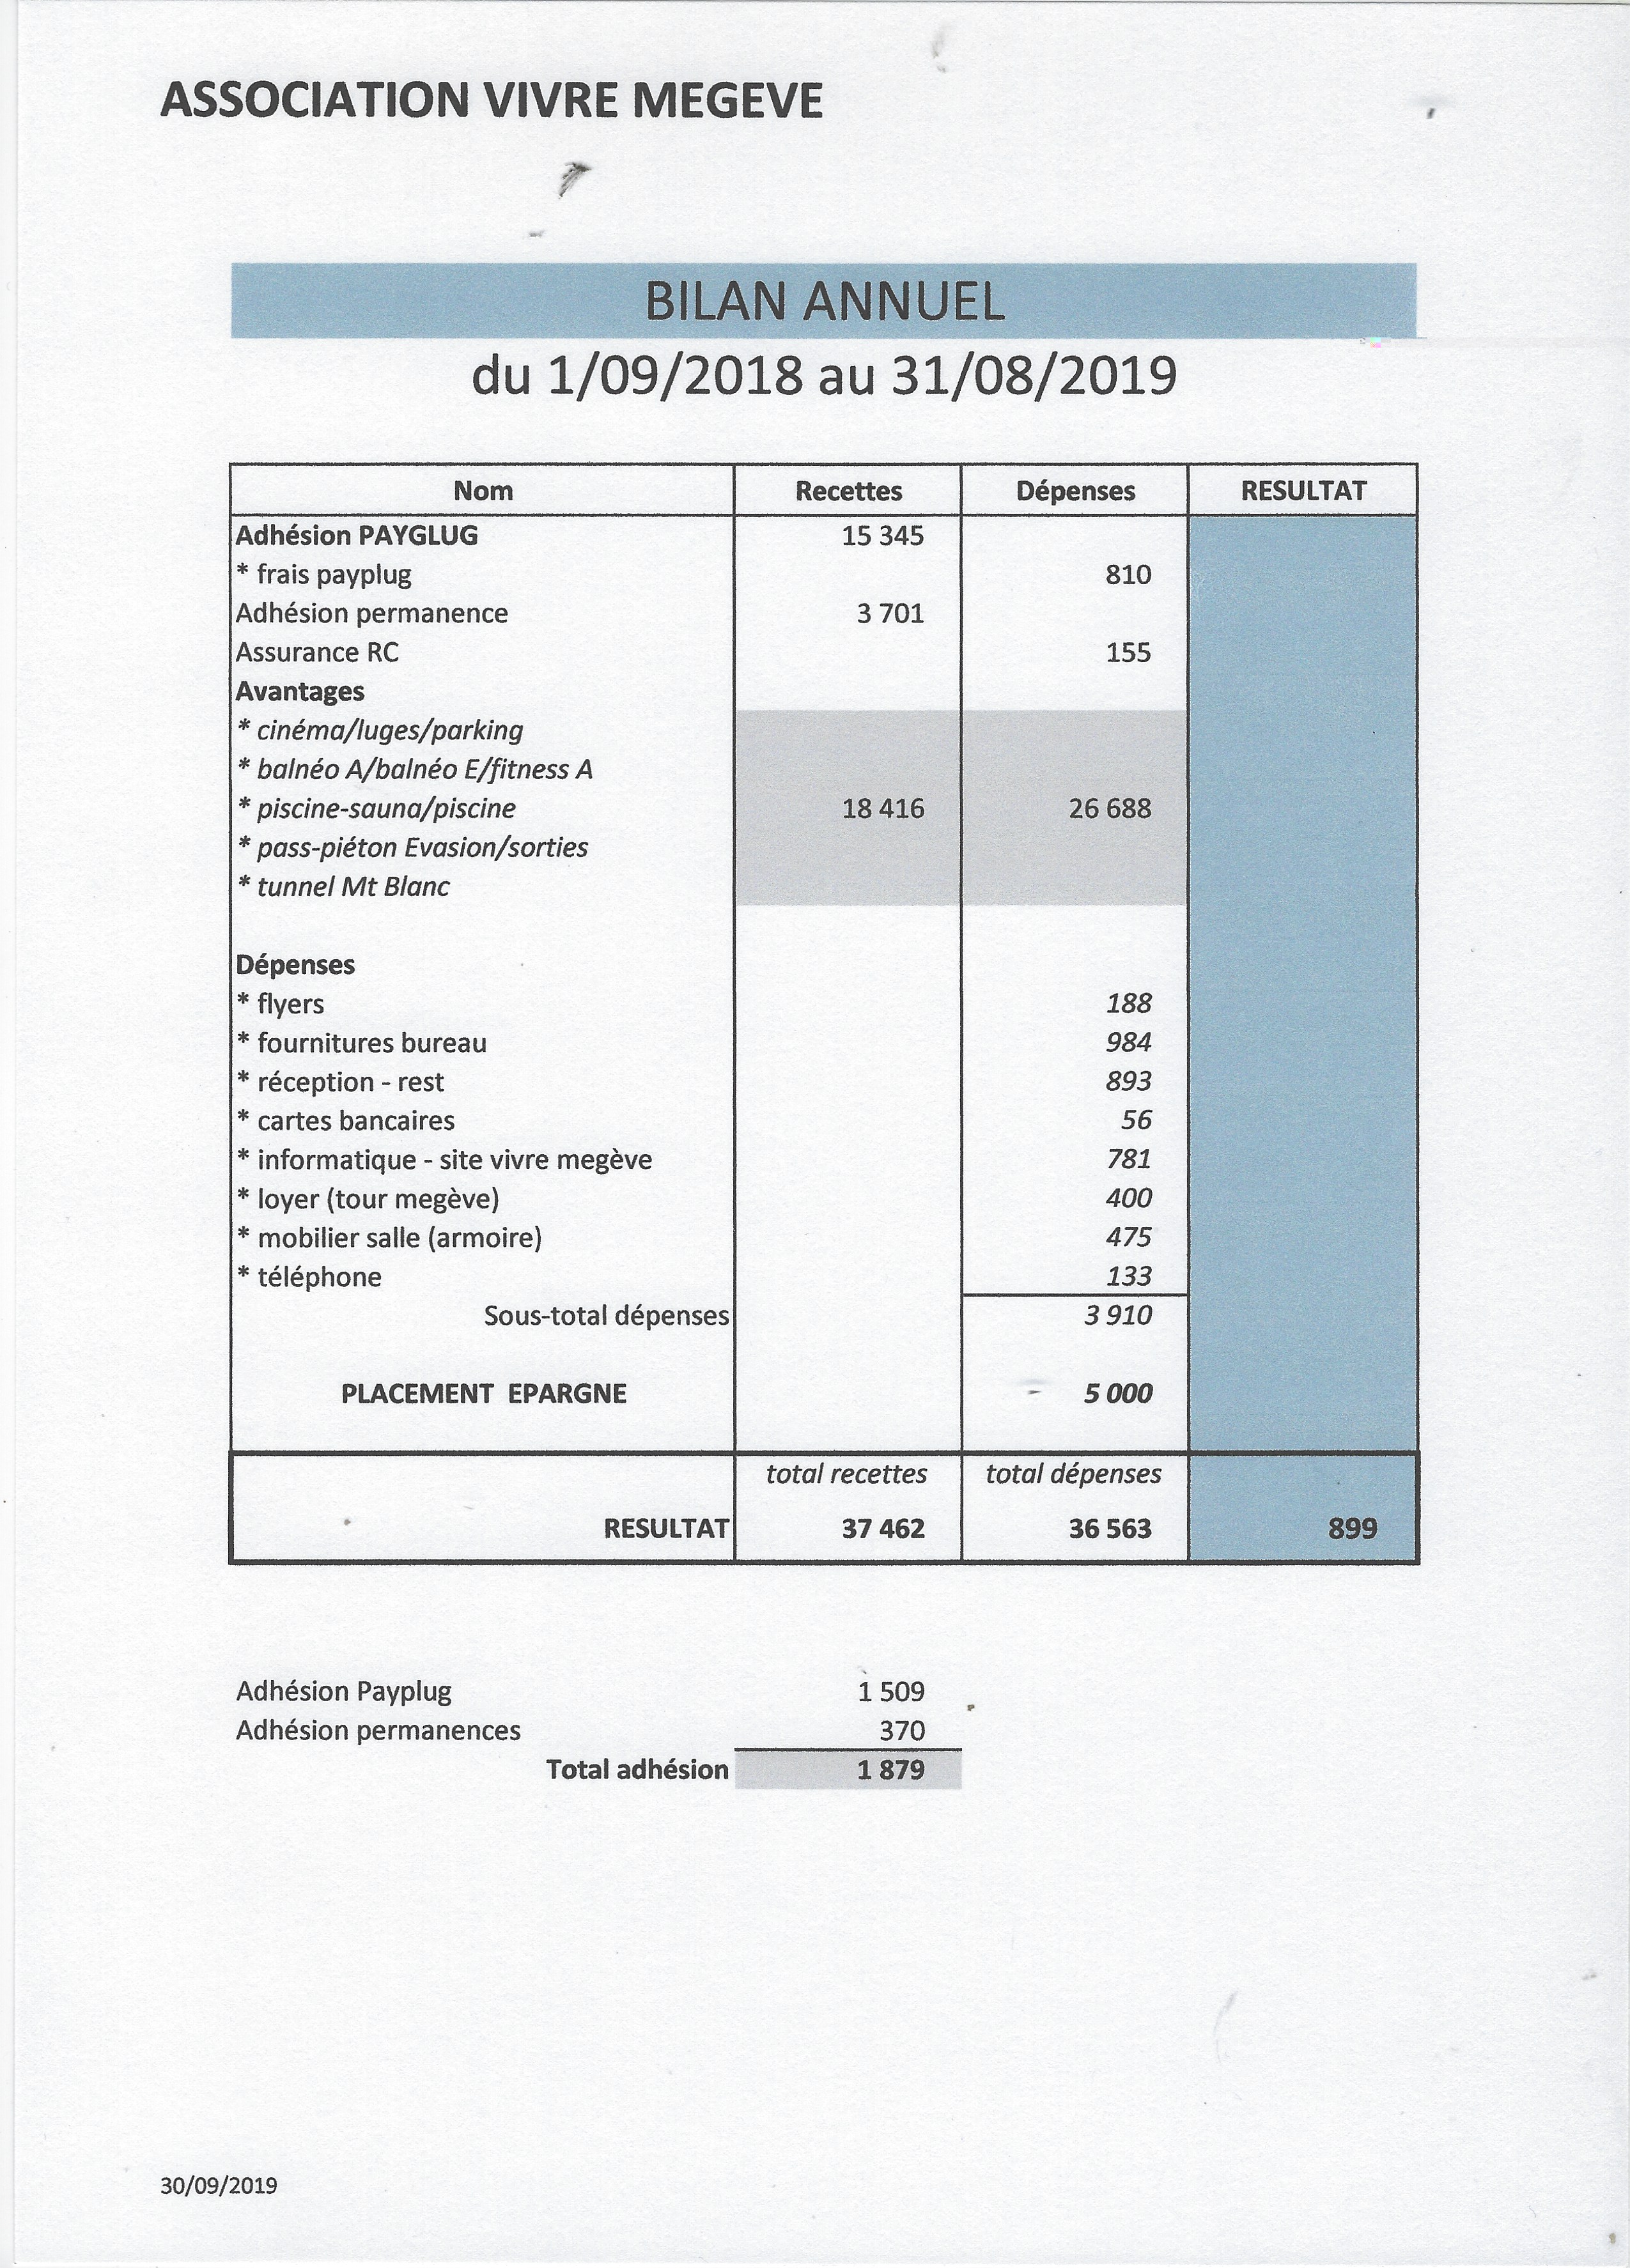 ASSOCIATION VIVRE MEGEVE
BILAN ANNUEL
du 1/09/2018 au 31/08/2019
Nom Recettes Dépenses RESULTAT
Adhésion PAYGLUG 15 345
* frais payplug 810
Adhésion permanence 3 701
Assurance RC 155
Avantages
* cinéma/luges/parking
* balnéo A/balnéo E/fitness A
* piscine-sauna/piscine 18 416 26 688
* pass-piéton Evasion/sorties
* tunnel Mt Blanc
Dépenses
* flyers 188
* fournitures bureau 984
* réception - rest 893
* cartes bancaires 56
* informatique - site vivre megève 781
* loyer (tour megève) 400
* mobilier salle (armoire) 475
* téléphone 133
Sous-total dépenses 3 910
PLACEMENT EPARGNE - 5 000
total recettes total dépenses
RESULTAT 37 462 36 563 899
Adhésion Payplug 1 509
Adhésion permanences 370
Total adhésion 1 879
30/09/2019